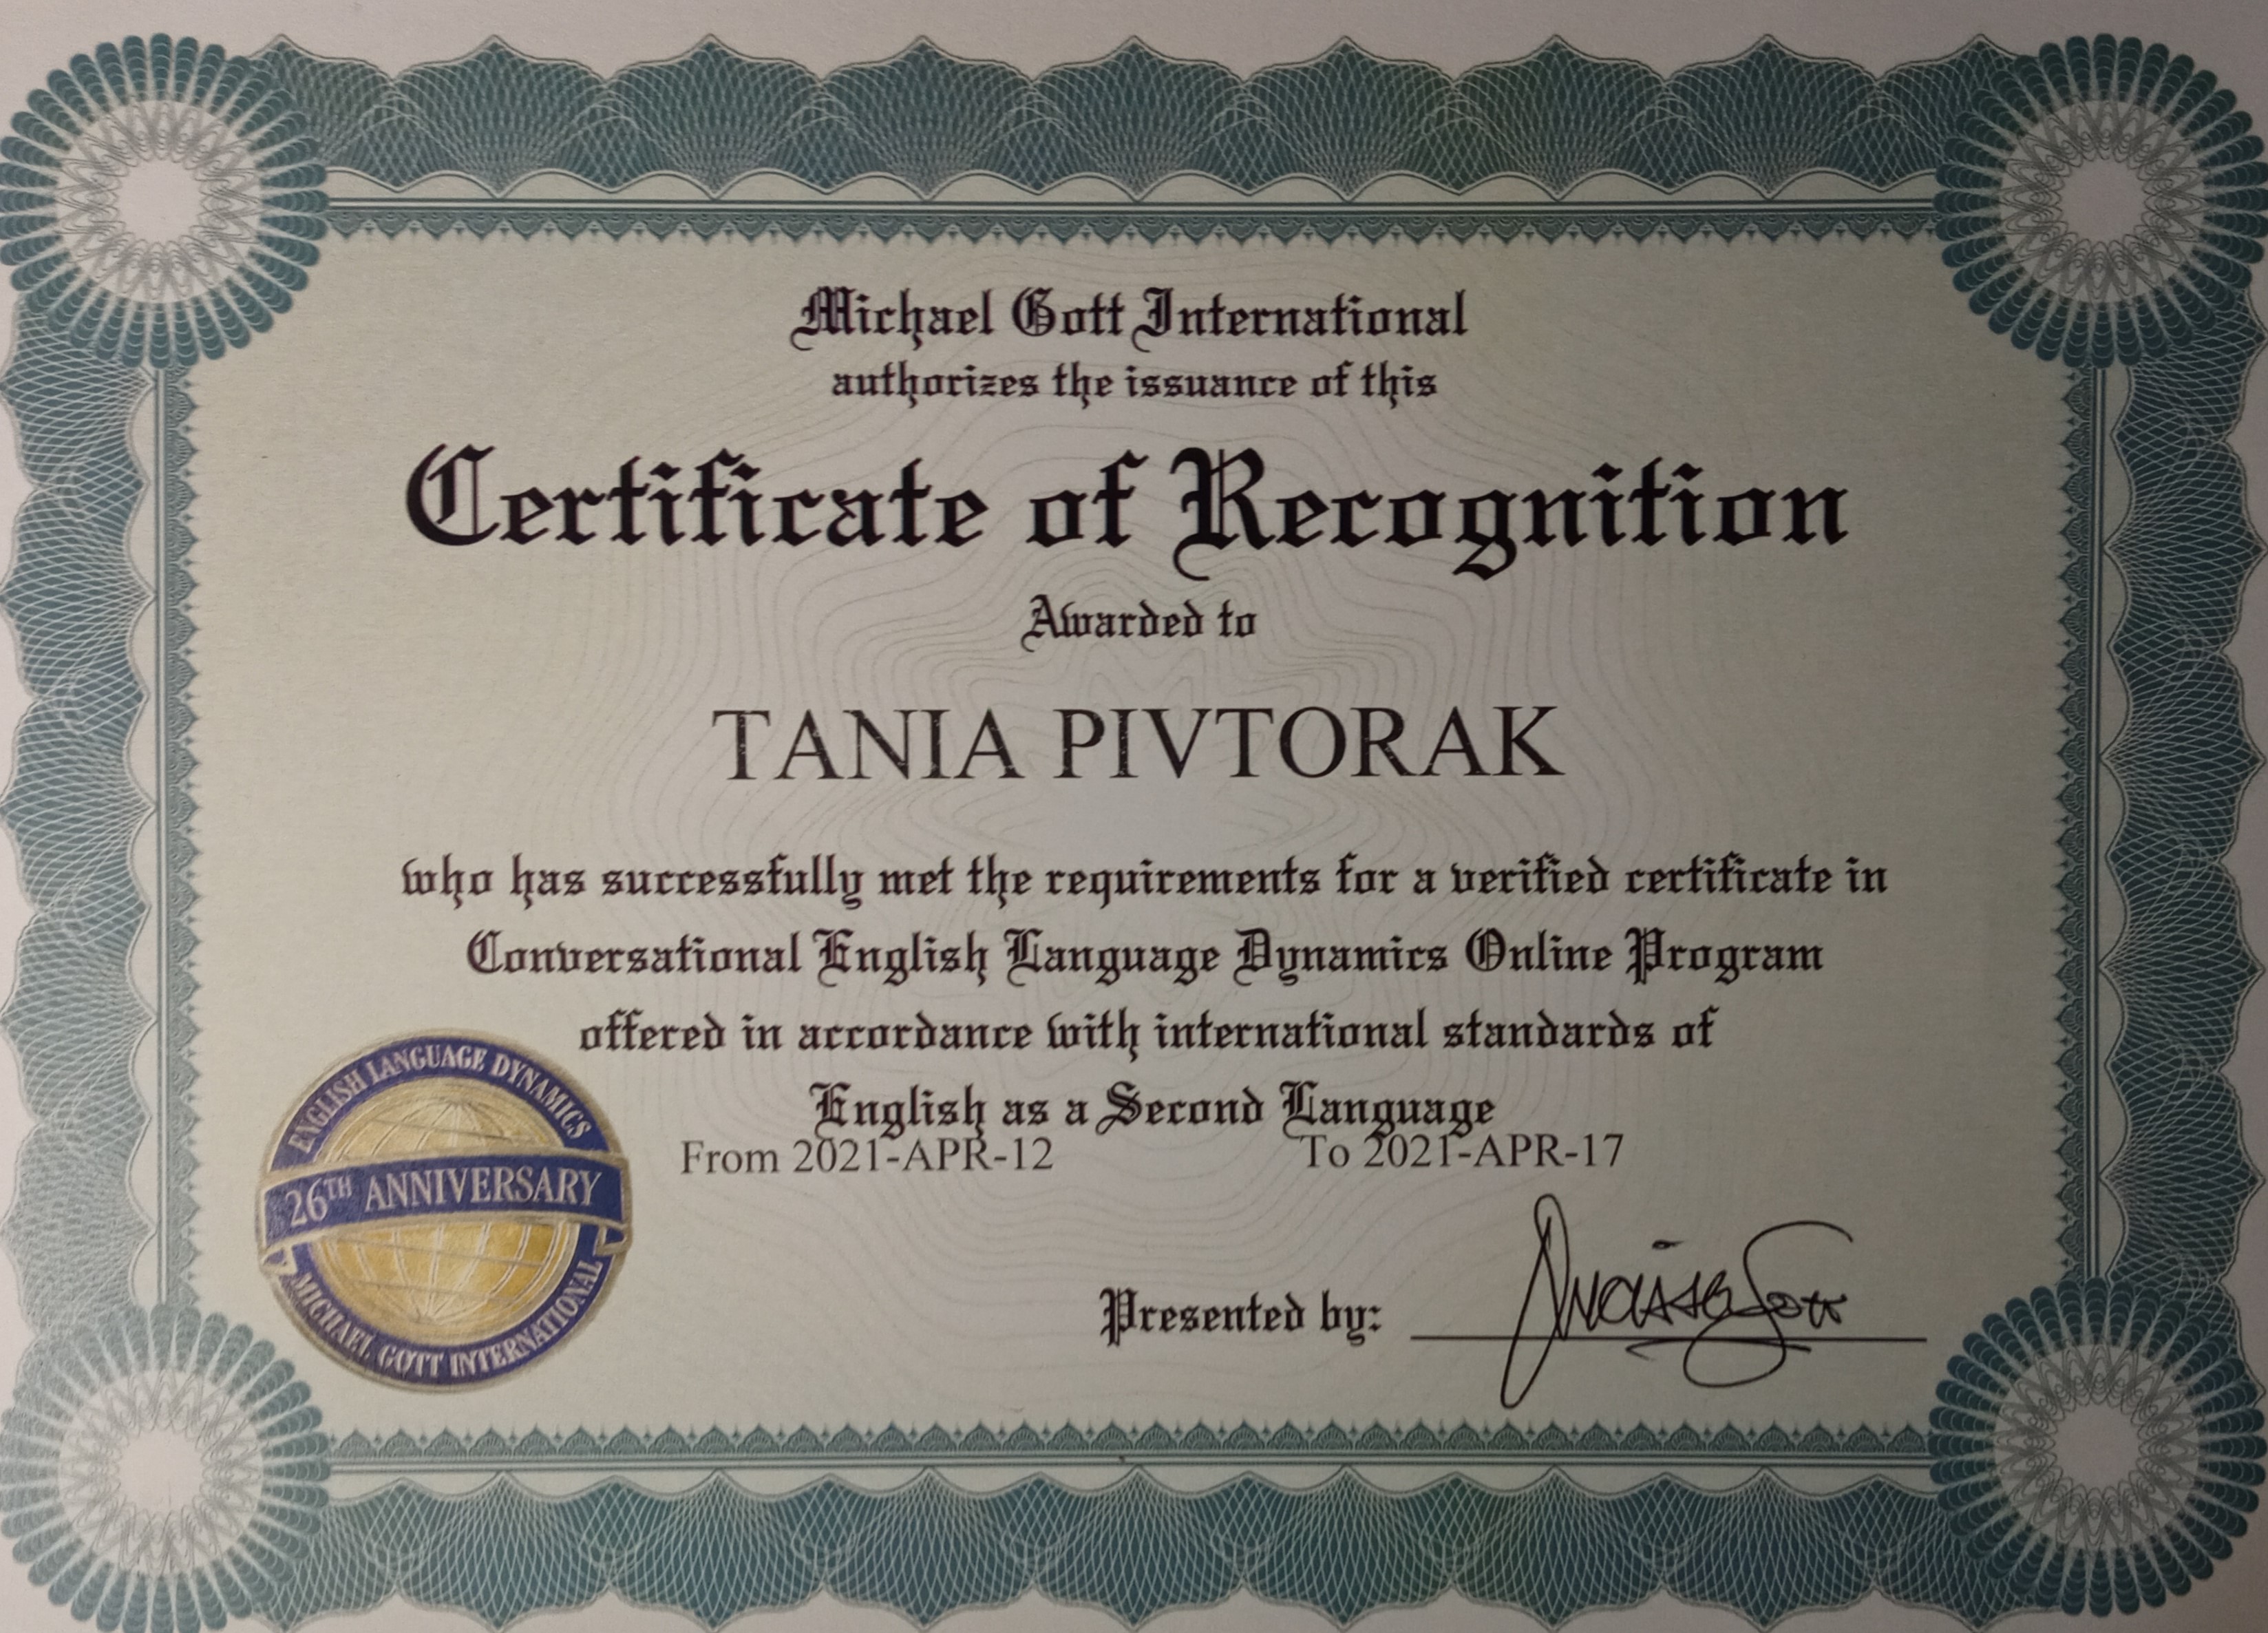 Michael Gott International
authorizes the issuance of this
Certificate of Recognition
Awarded to
TANIA PIVTORAK
who has successfully met the requirements for a verified certificate in
Conversational English Language Dynamics Online Program
offered in accordance with international standards of
English as a Second Language
From 2021-APR-12 To 2021-APR-17
ENGLISH LANGUAGE DYNAMICS
26TH ANNIVERSARY
MICHAEL GOTT INTERNATIONAL
Presented by: